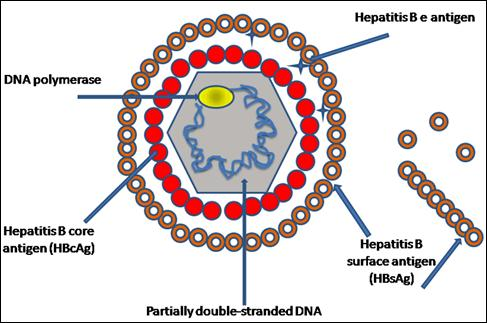 Hepatitis B e antigen
DNA polymerase
Hepatitis B core
antigen (HBcAg)
Hepatitis B
surface antigen
(HBsAg)
Partially double-stranded DNA